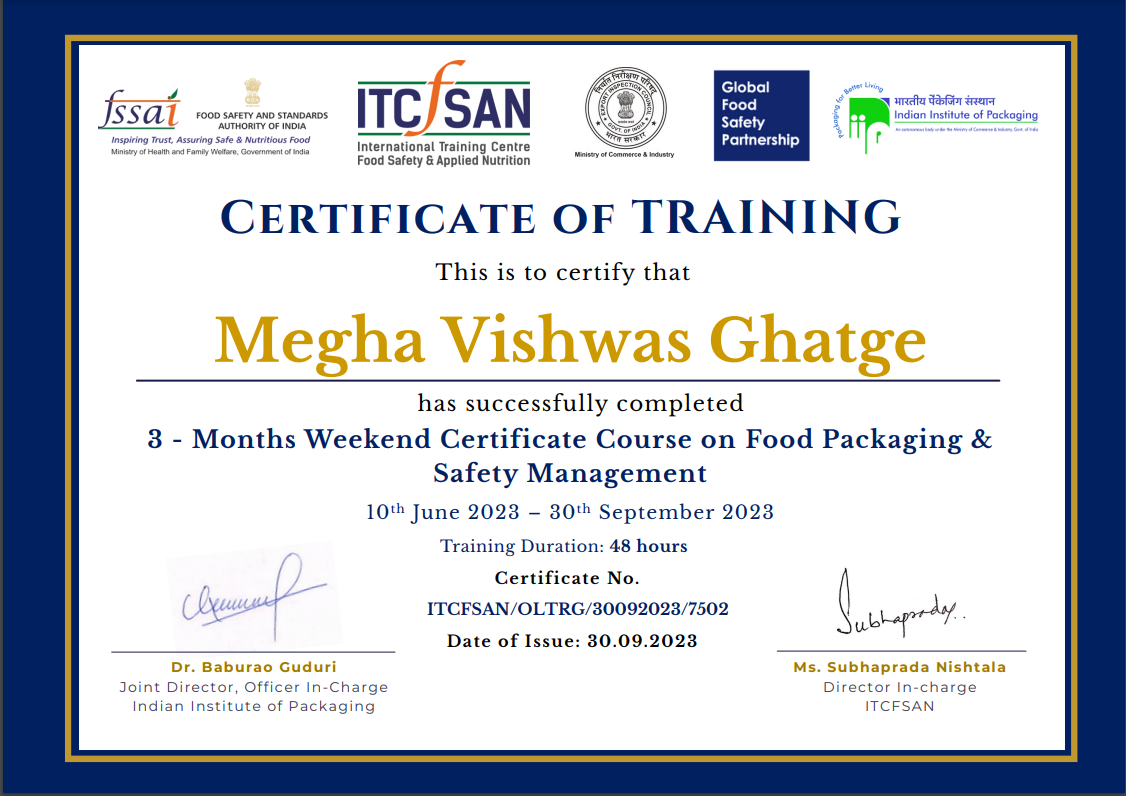 fssai
FOOD SAFETY AND STANDARDS
AUTHORITY OF INDIA
Inspiring Trust, Assuring Safe & Nutritious Food
Ministry of Health and Family Welfare, Government of India
ITCFSAN
International Training Centre
Food Safety & Applied Nutrition
निर्यात निरीक्षण परिषद
EXPORT INSPECTION COUNCIL
GOVT. OF INDIA
भारत सरकार
Ministry of Commerce & Industry
Global
Food
Safety
Partnership
Packaging for Better Living
iip
भारतीय पैकेजिंग संस्थान
Indian Institute of Packaging
An autonomous body under the Ministry of Commerce & Industry, Govt. of India
CERTIFICATE OF TRAINING
This is to certify that
Megha Vishwas Ghatge
has successfully completed
3 - Months Weekend Certificate Course on Food Packaging &
Safety Management
10th June 2023 – 30th September 2023
Training Duration: 48 hours
Certificate No.
ITCFSAN/OLTRG/30092023/7502
Date of Issue: 30.09.2023
Dr. Baburao Guduri
Joint Director, Officer In-Charge
Indian Institute of Packaging
Subhaprada
Ms. Subhaprada Nishtala
Director In-charge
ITCFSAN